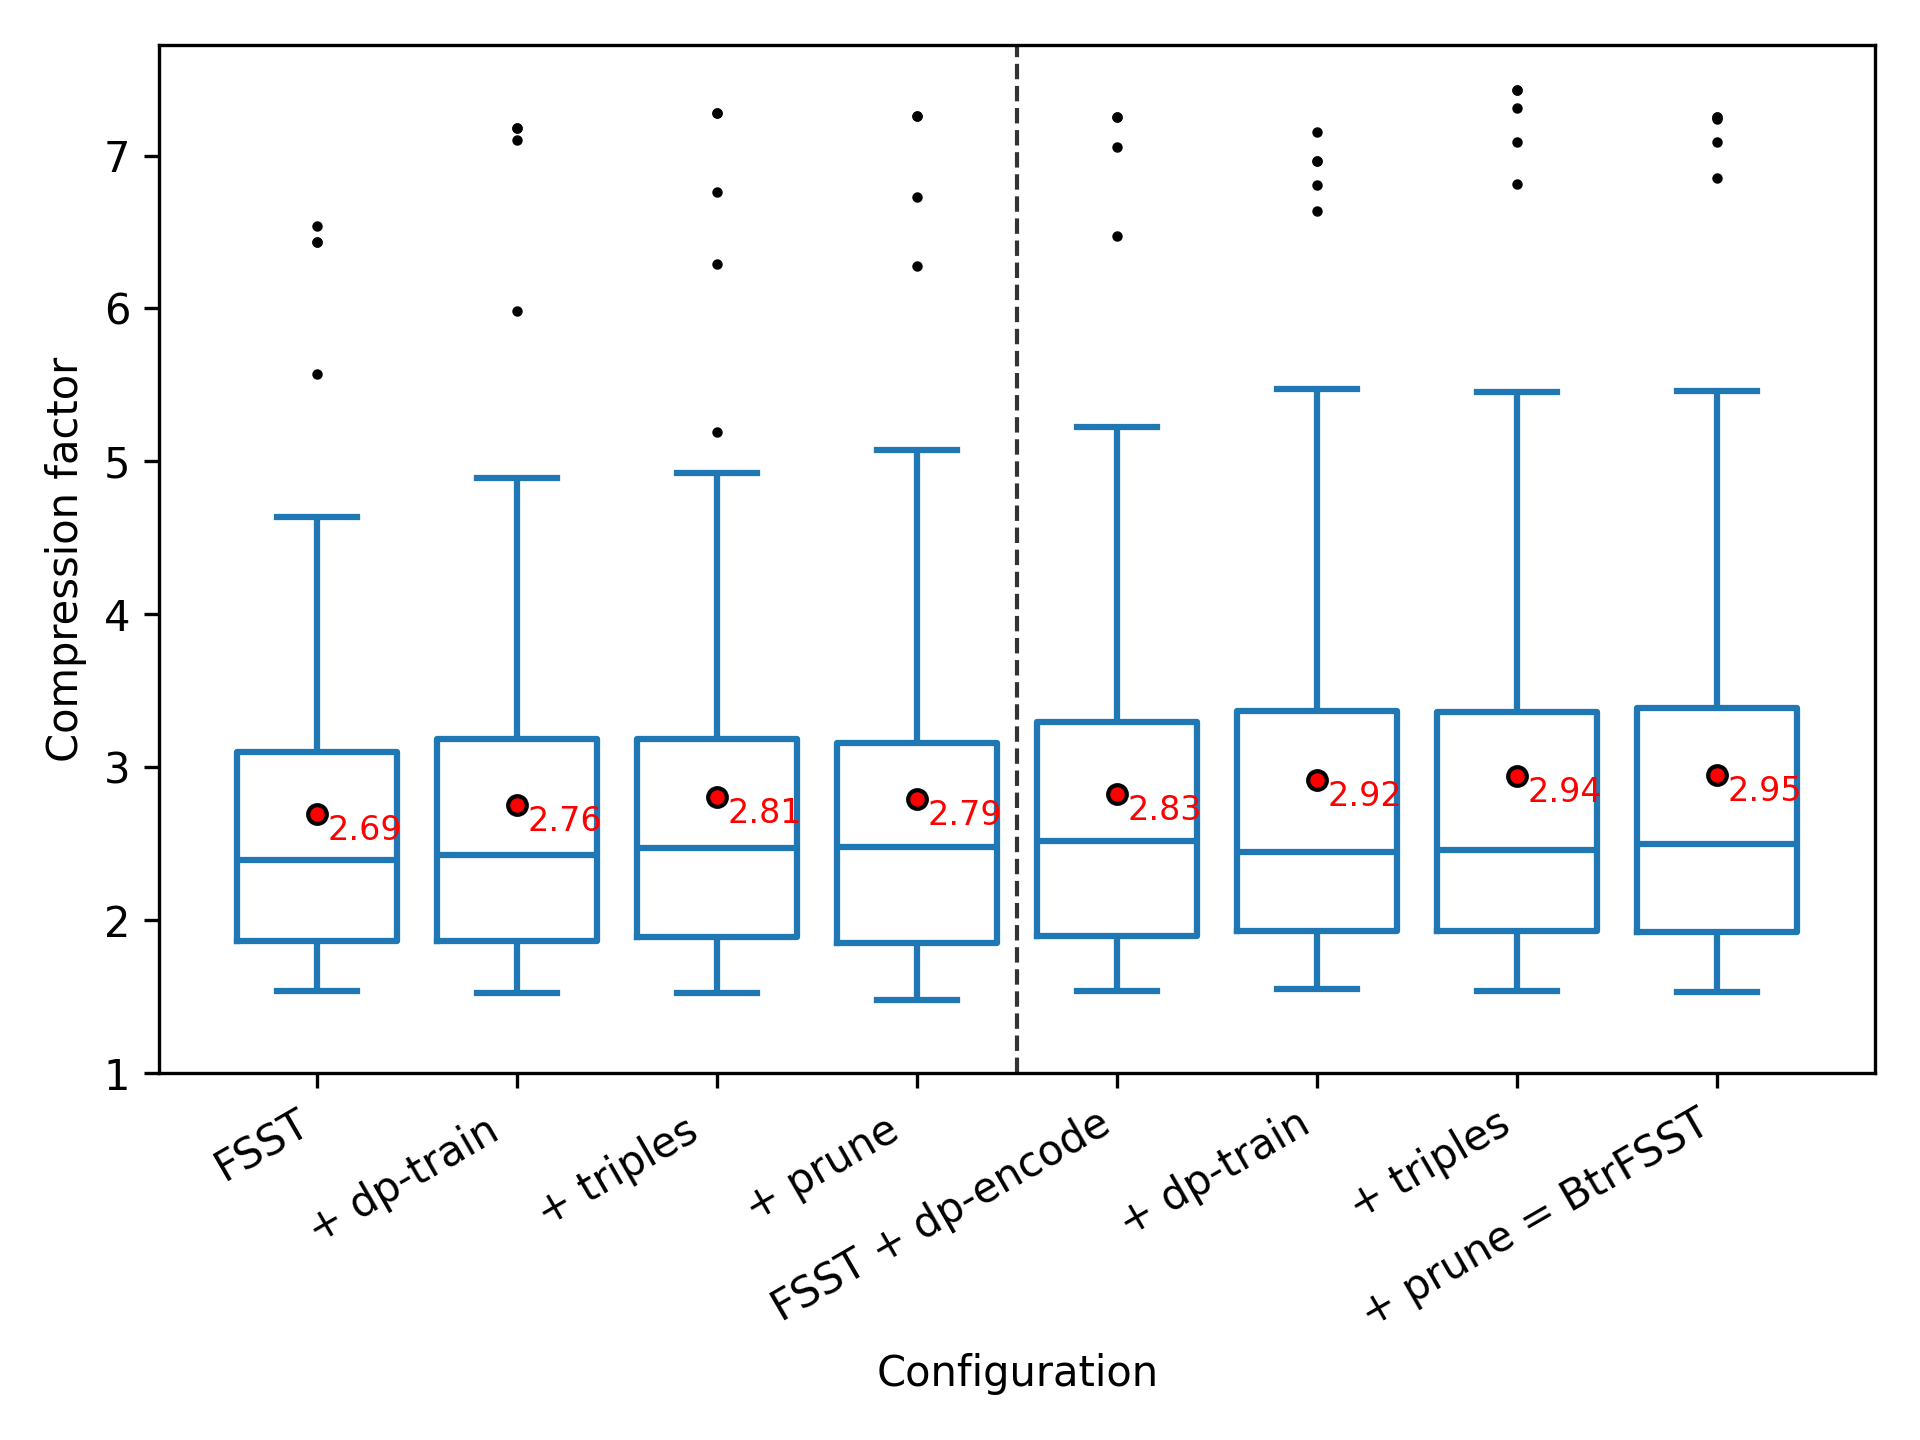 Compression factor
7
6
5
4
3
2
1
2.69
2.76
2.81
2.79
2.83
2.92
2.94
2.95
FSST
+ dp-train
+ triples
+ prune
FSST + dp-encode
+ dp-train
+ triples
+ prune = BtrFSST
Configuration